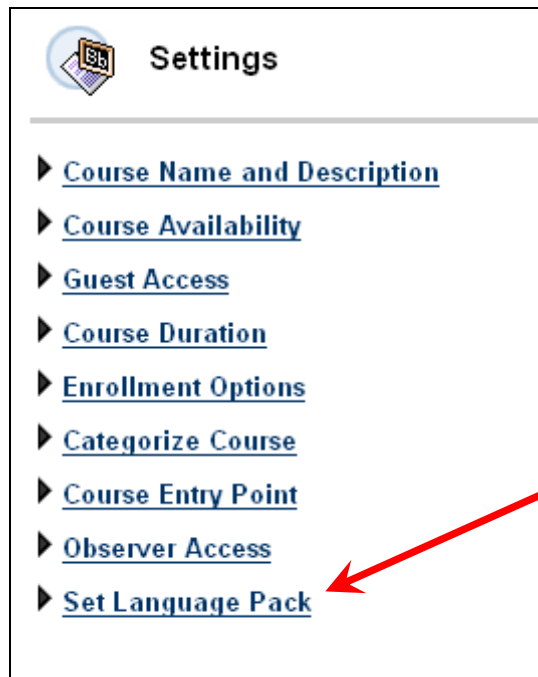 Bb
Settings
Course Name and Description
Course Availability
Guest Access
Course Duration
Enrollment Options
Categorize Course
Course Entry Point
Observer Access
Set Language Pack